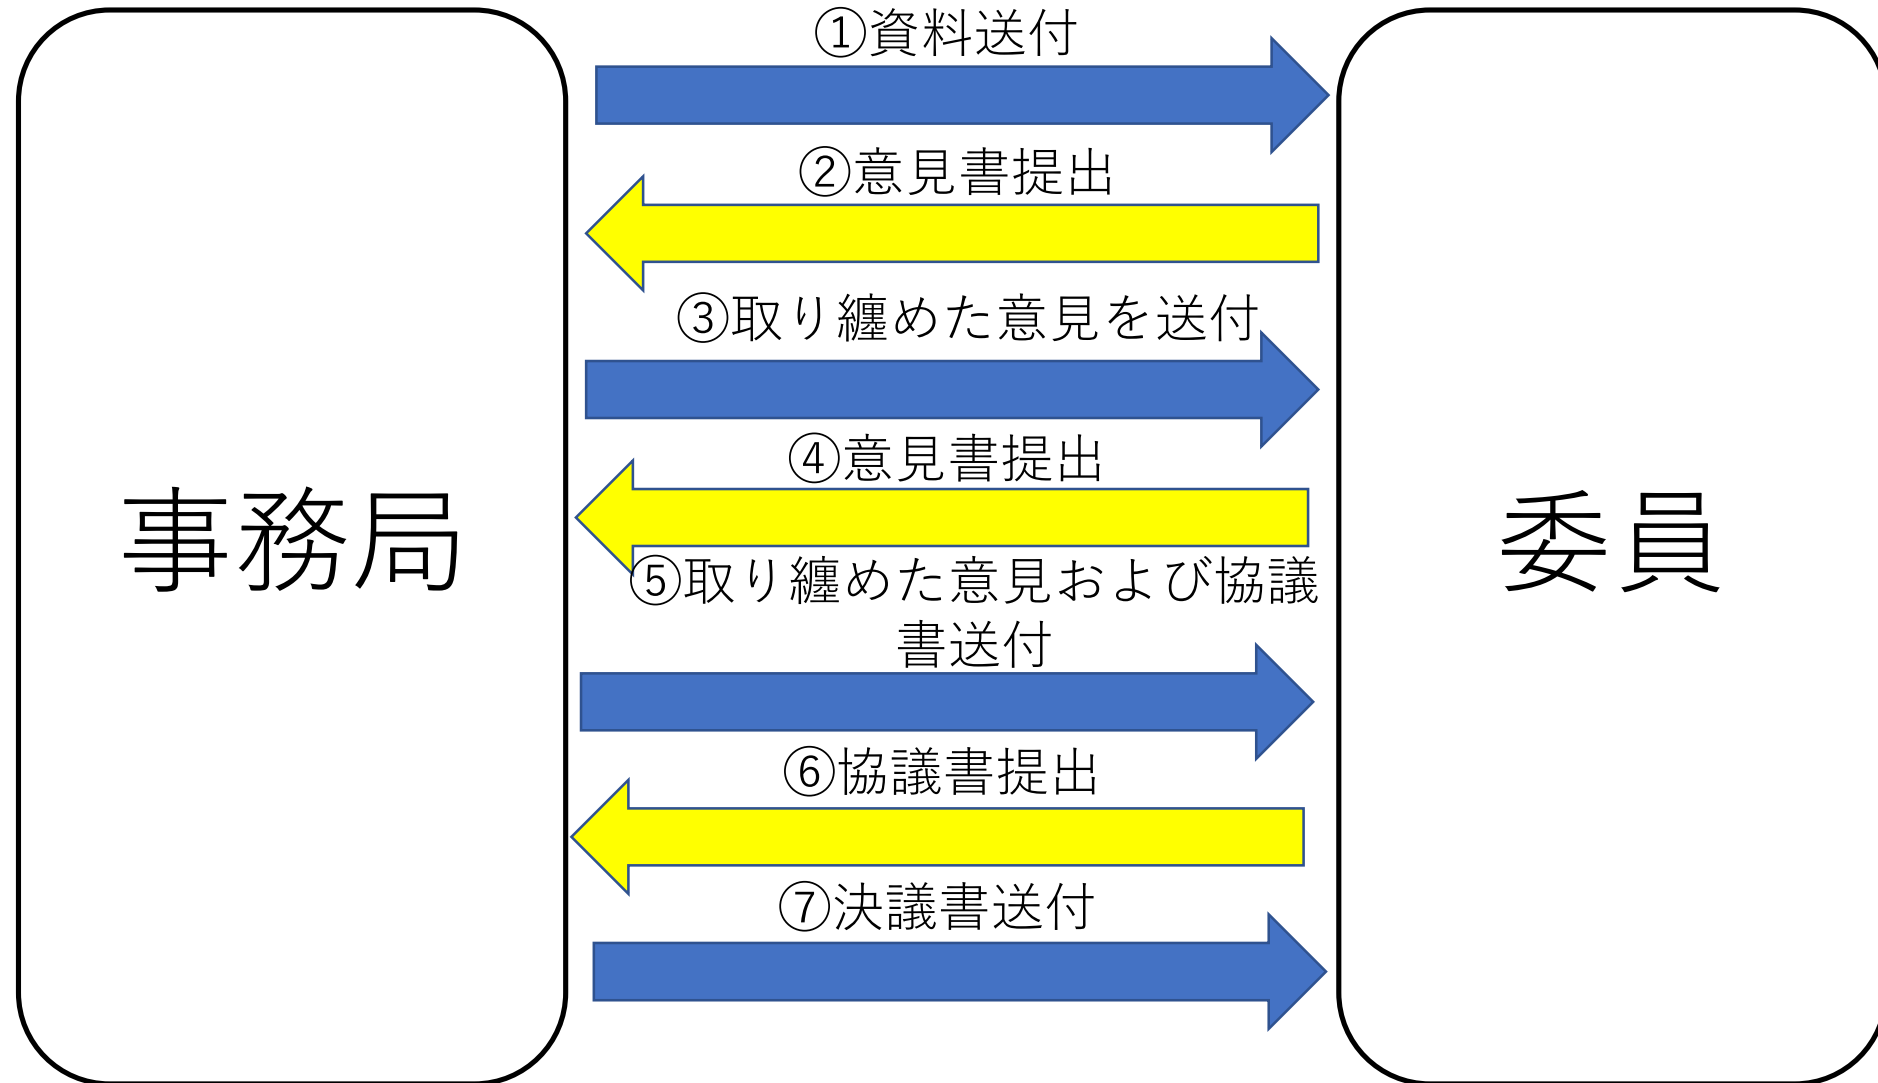 ①資料送付
②意見書提出
③取り纏めた意見を送付
④意見書提出
事務局
委員
⑤取り纏めた意見および協議
書送付
⑥協議書提出
⑦決議書送付